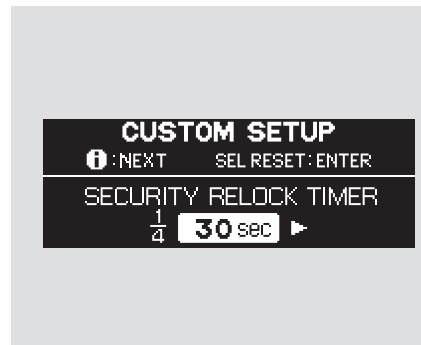 CUSTOM SETUP
i:NEXT SEL RESET:ENTER
SECURITY RELOCK TIMER
1/4 30 sec ►